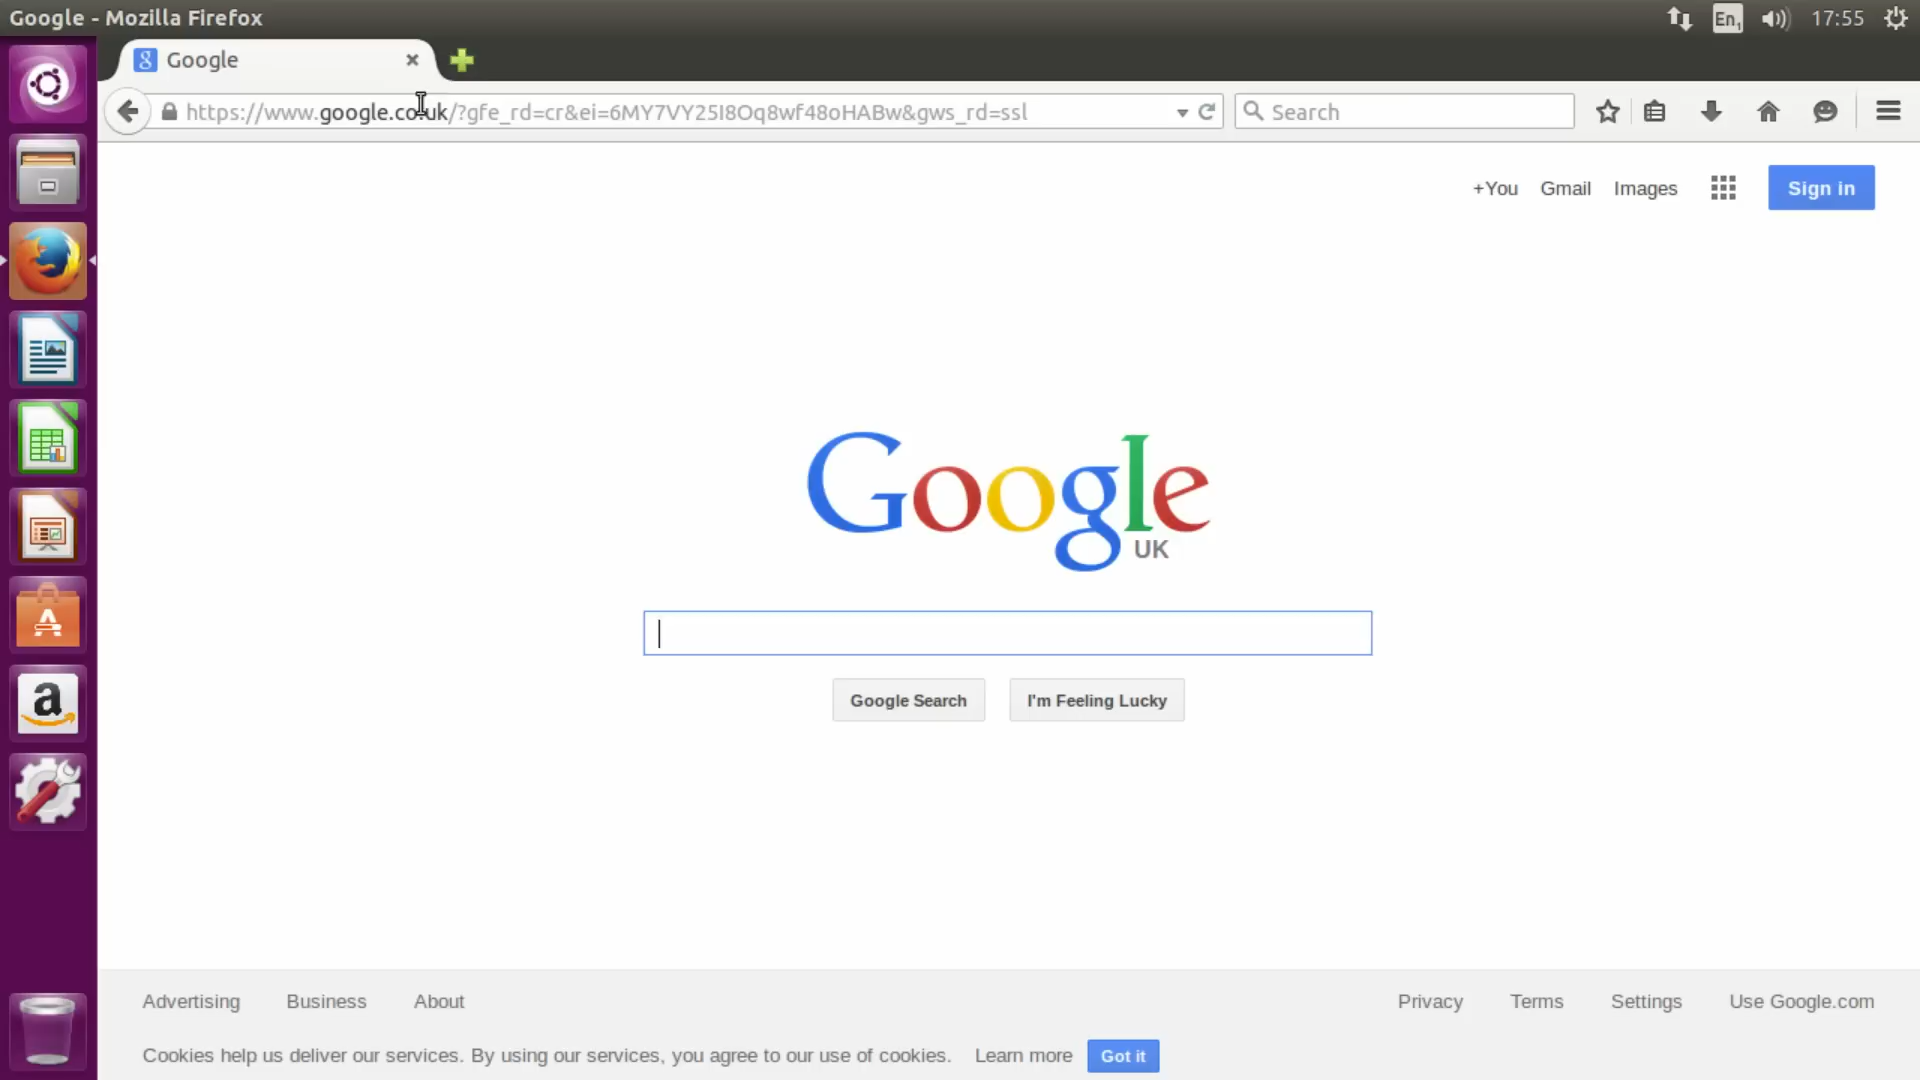 Google - Mozilla Firefox
En1
17:55
Google
https://www.google.co.uk/?gfe_rd=cr&ei=6MY7VY25I8Oq8wf48oHABw&gws_rd=ssl
Search
+You
Gmail
Images
Sign in
Google
UK
Google Search
I'm Feeling Lucky
Advertising
Business
About
Privacy
Terms
Settings
Use Google.com
Cookies help us deliver our services. By using our services, you agree to our use of cookies.
Learn more
Got it